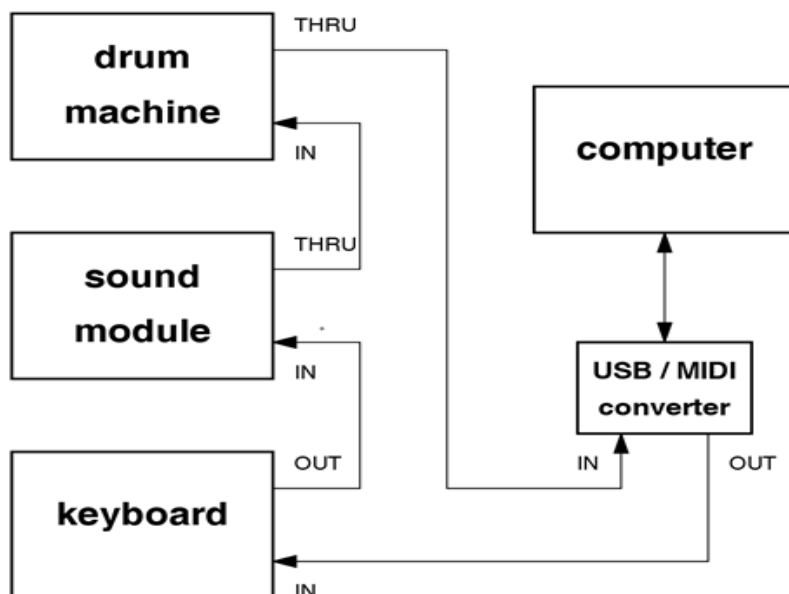 THRU
drum
machine
IN
computer
THRU
sound
module
IN
USB / MIDI
converter
OUT
IN
OUT
keyboard
IN